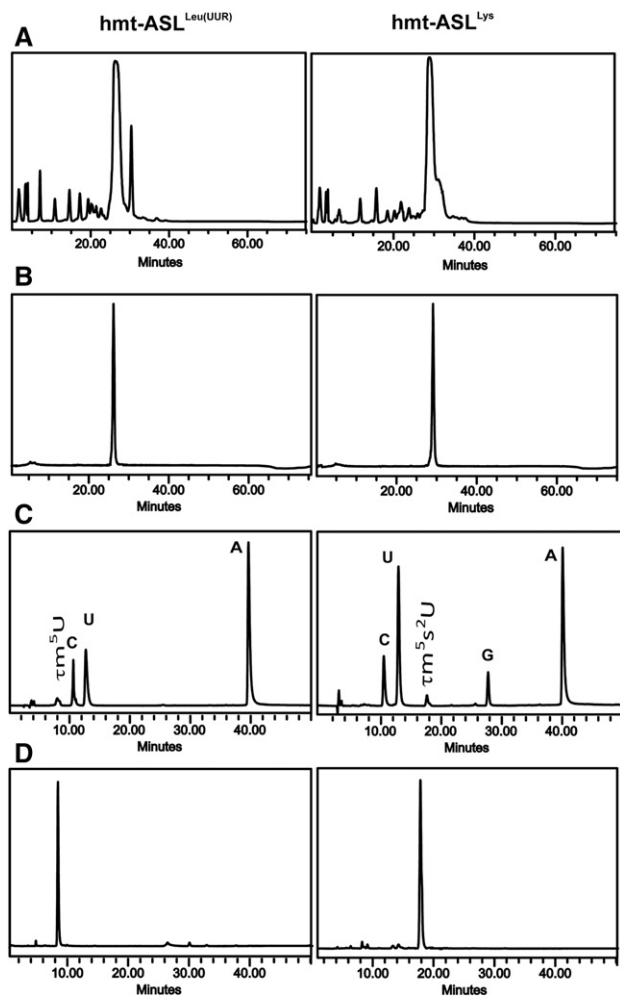 hmt-ASL^Leu(UUR) hmt-ASL^Lys
A
20.00 40.00 60.00 20.00 40.00 60.00
Minutes Minutes
B
20.00 40.00 60.00 20.00 40.00 60.00
Minutes Minutes
C
τm⁵U C U A C U τm⁵s²U G A
10.00 20.00 30.00 40.00 10.00 20.00 30.00 40.00
Minutes Minutes
D
10.00 20.00 30.00 40.00 10.00 20.00 30.00 40.00
Minutes Minutes